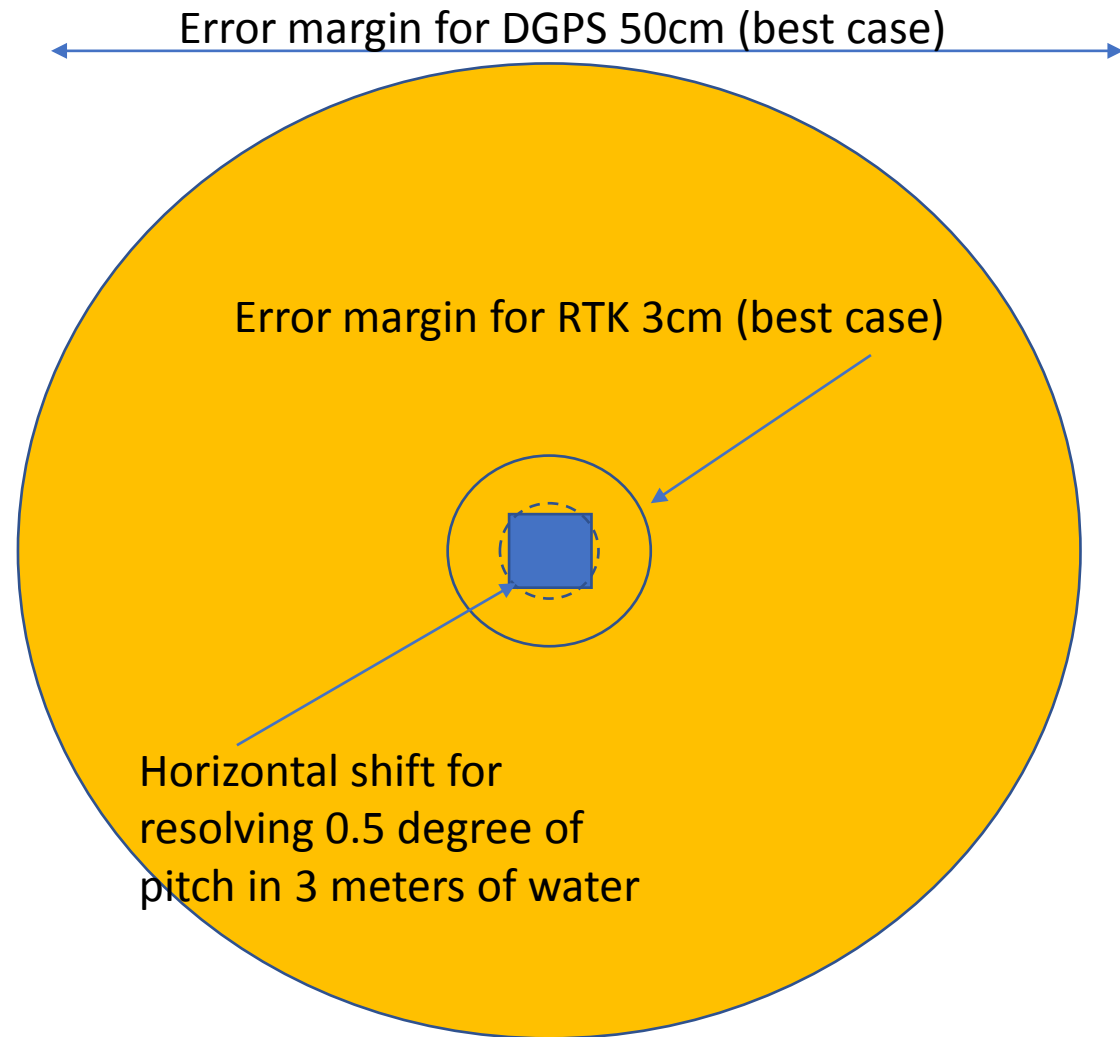 Error margin for DGPS 50cm (best case)
Error margin for RTK 3cm (best case)
Horizontal shift for
resolving 0.5 degree of
pitch in 3 meters of water